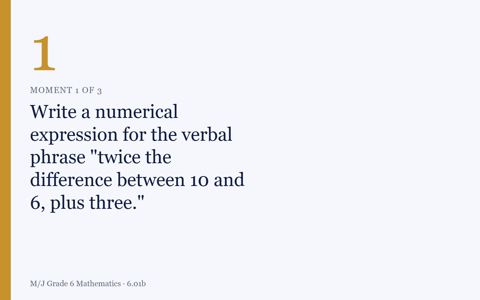 1
MOMENT 1 OF 3
Write a numerical
expression for the verbal
phrase "twice the
difference between 10 and
6, plus three."
M/J Grade 6 Mathematics · 6.01b